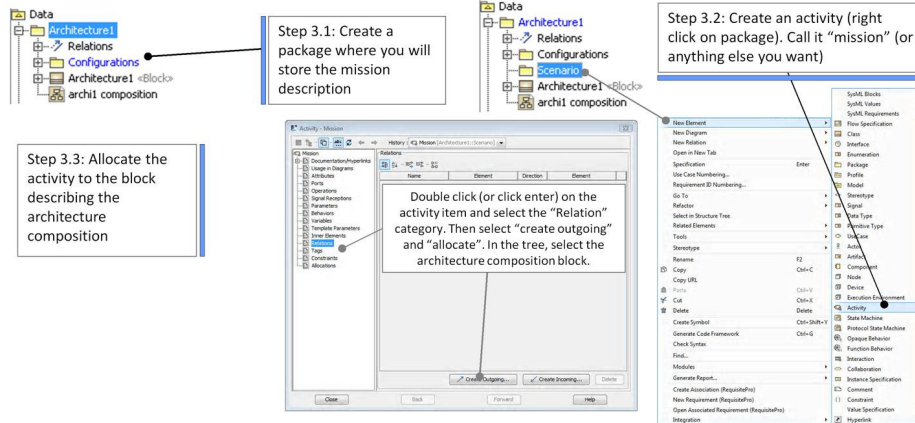 Data
Architecture1
Relations
Configurations
Architecture1 «Block»
archi1 composition
Step 3.1: Create a
package where you will
store the mission
description
Data
Architecture1
Relations
Configurations
Scenario
Architecture1 «Block»
archi1 composition
Step 3.2: Create an activity (right
click on package). Call it “mission” (or
anything else you want)
Step 3.3: Allocate the
activity to the block
describing the
architecture
composition
Activity - Mission
History: Mission [Architecture1::Scenario]
Mission
Documentation/Hyperlinks
Usage in Diagrams
Attributes
Ports
Operations
Signal Receptions
Parameters
Behaviors
Variables
Template Parameters
Inner Elements
Relations
Tags
Constraints
Allocations
Relations
Name Element Direction Element
Double click (or click enter) on the
activity item and select the “Relation”
category. Then select “create outgoing”
and “allocate”. In the tree, select the
architecture composition block.
Create Outgoing... Create Incoming... Delete
Close Back Forward Help
New Element
New Diagram
New Relation
Open in New Tab
Specification Enter
Use Case Numbering...
Requirement ID Numbering...
Go To
Refactor
Select in Structure Tree
Related Elements
Tools
Stereotype
Rename F2
Copy Ctrl+C
Copy URL
Paste Ctrl+V
Cut Ctrl+X
Delete Delete
Create Symbol Ctrl+Shift+V
Generate Code Framework Ctrl+G
Check Syntax
Find...
Modules
Generate Report...
Create Association (RequisitePro)
New Requirement (RequisitePro)
Open Associated Requirement (RequisitePro)
Integration
SysML Blocks
SysML Values
SysML Requirements
Flow Specification
Class
Interface
Enumeration
Package
Profile
Model
Stereotype
Signal
Data Type
Primitive Type
UseCase
Actor
Artifact
Component
Node
Device
Execution Environment
Activity
State Machine
Protocol State Machine
Opaque Behavior
Function Behavior
Interaction
Collaboration
Instance Specification
Comment
Constraint
Value Specification
Hyperlink